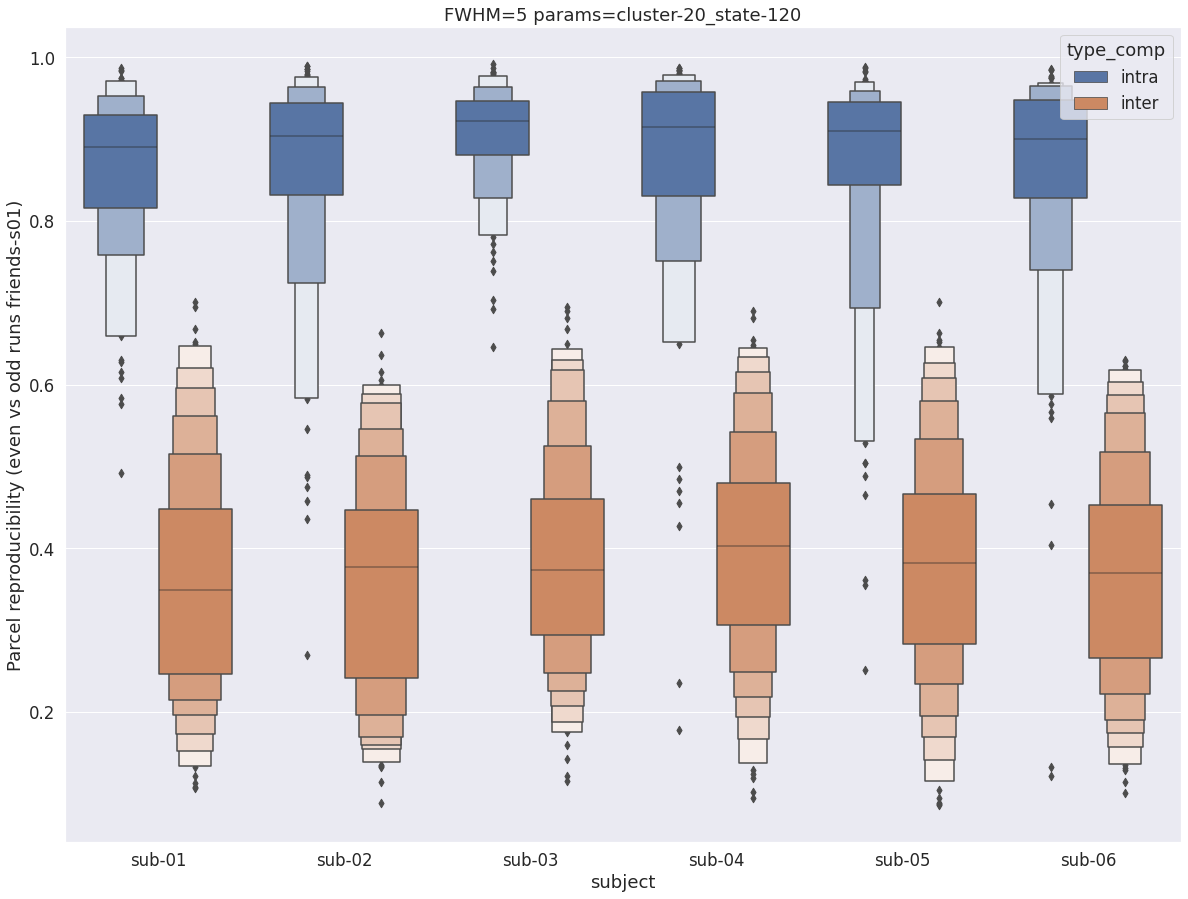 FWHM=5 params=cluster-20_state-120
type_comp
intra
inter
Parcel reproducibility (even vs odd runs friends-s01)
1.0
0.8
0.6
0.4
0.2
sub-01 sub-02 sub-03 sub-04 sub-05 sub-06
subject